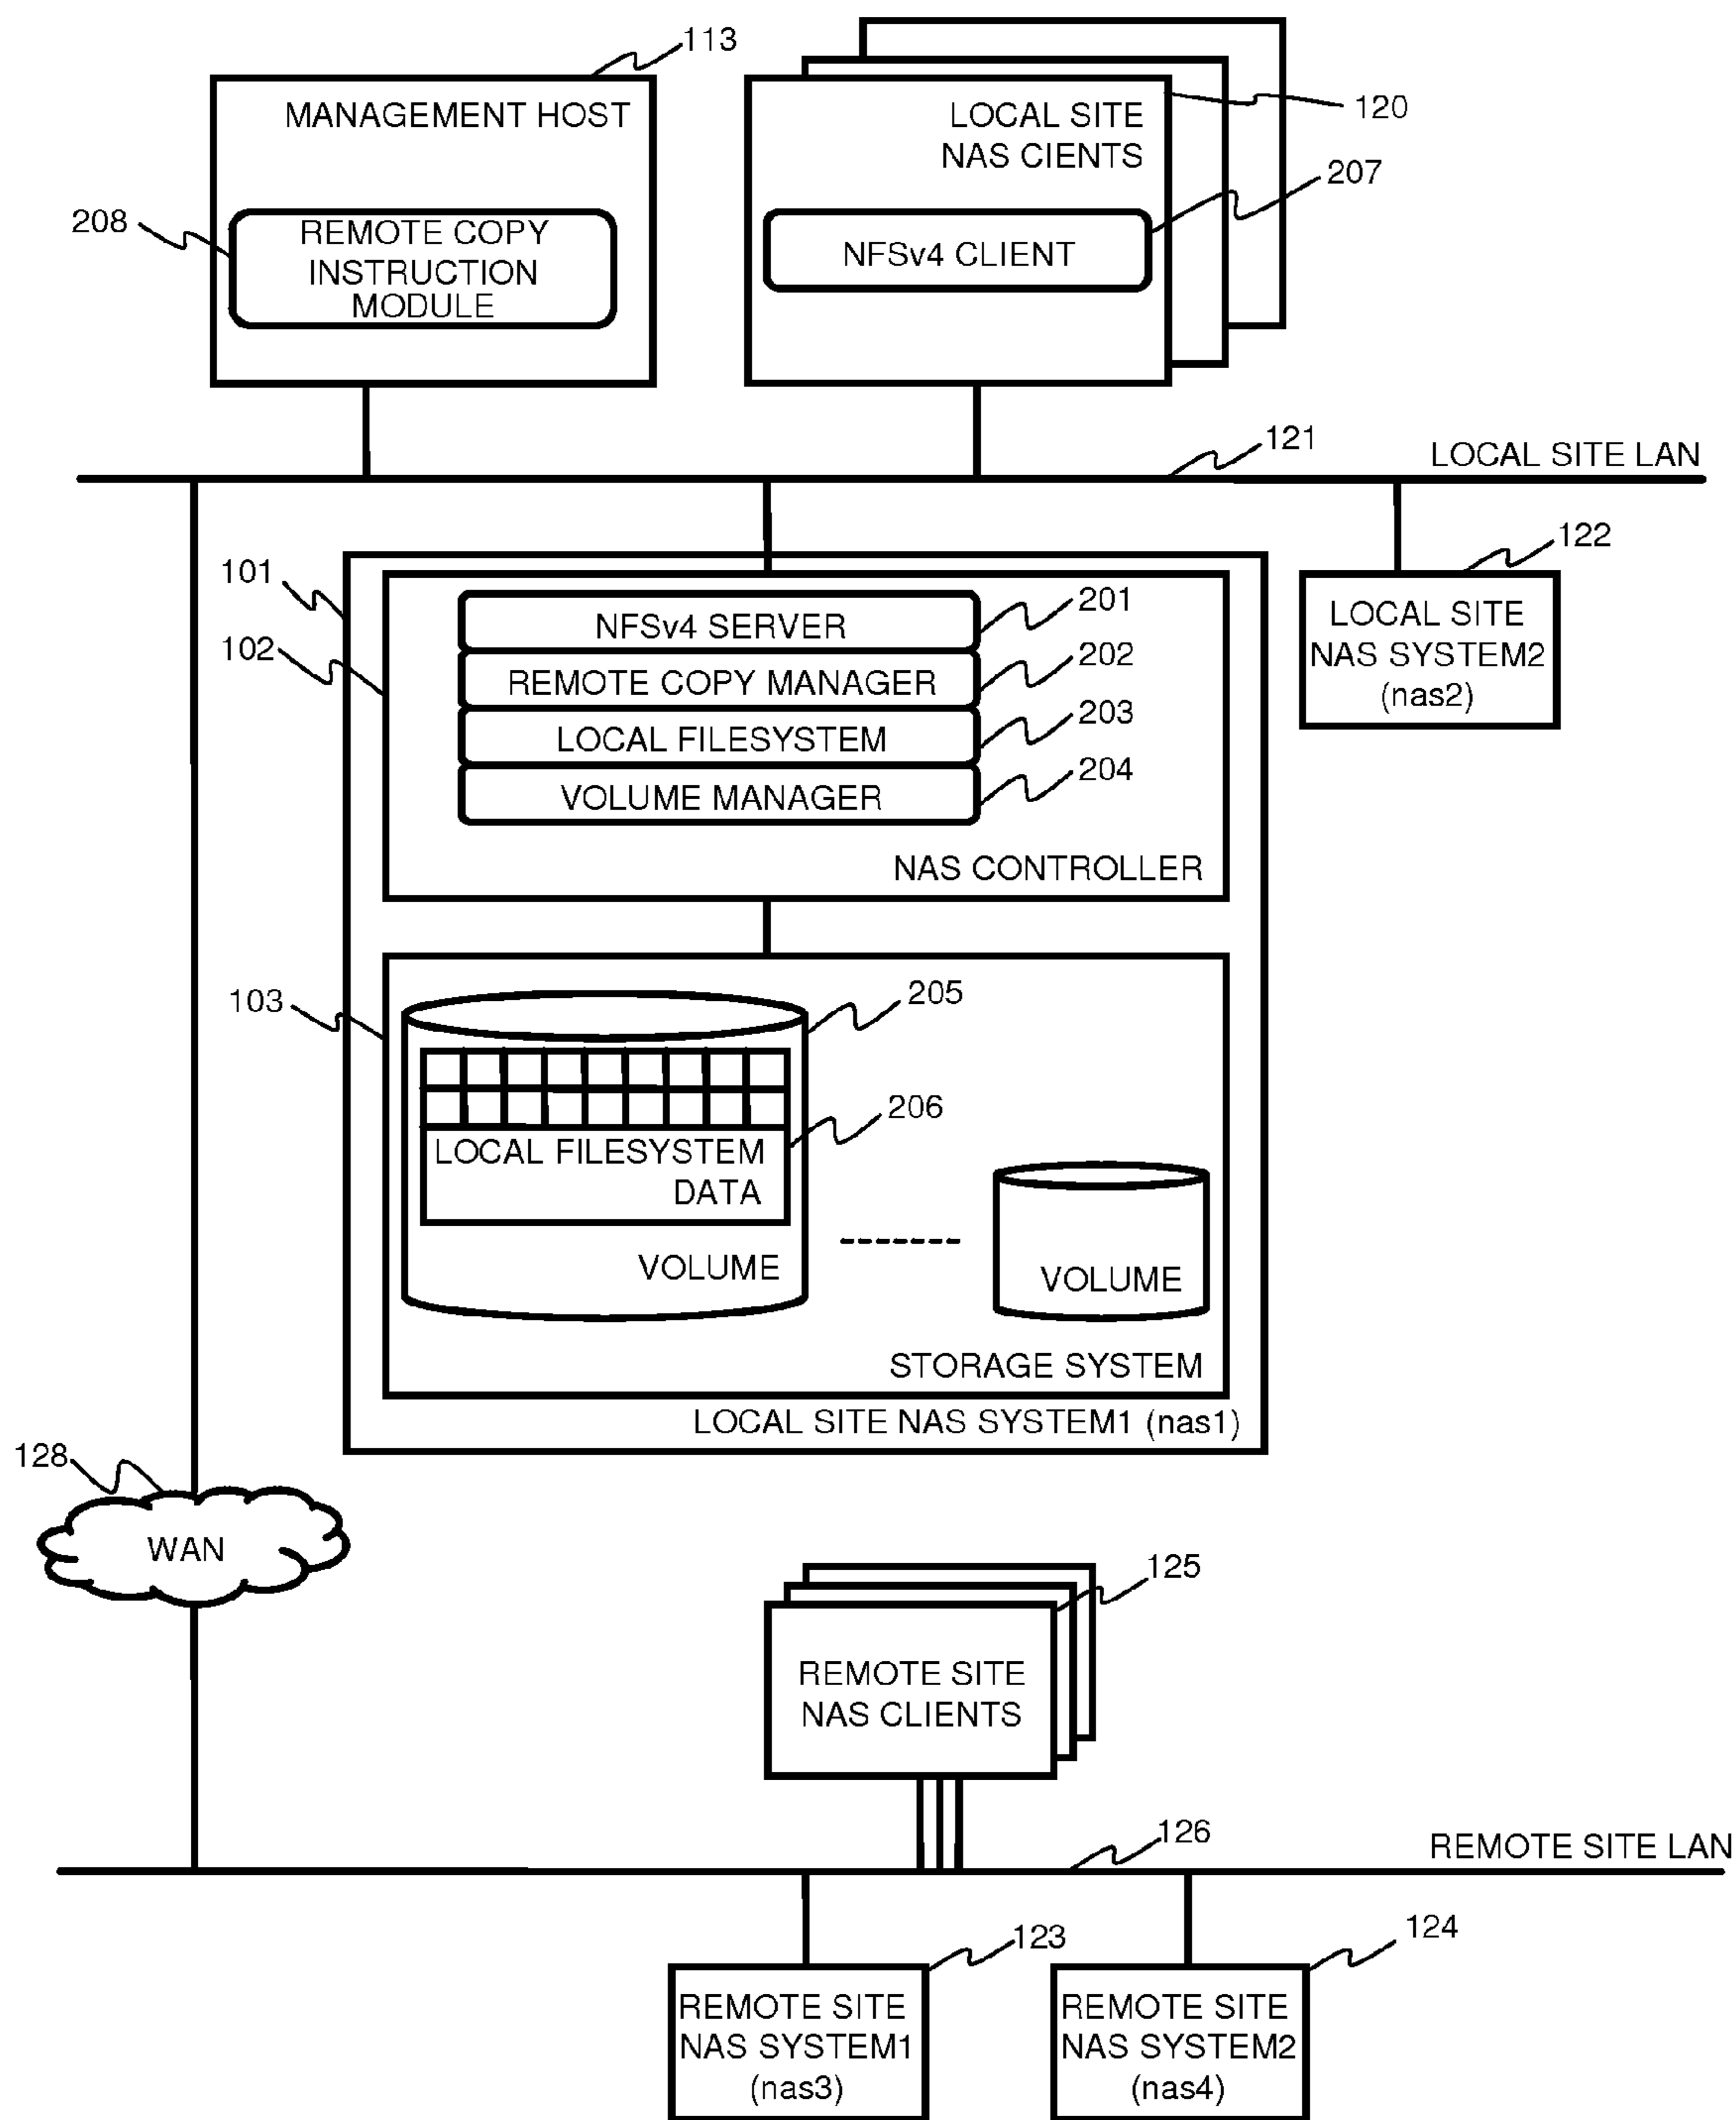 113
MANAGEMENT HOST
120
LOCAL SITE
NAS CIENTS
207
208
REMOTE COPY
INSTRUCTION
MODULE
NFSv4 CLIENT
121
LOCAL SITE LAN
122
101
LOCAL SITE
NAS SYSTEM2
(nas2)
201
NFSv4 SERVER
102
202
REMOTE COPY MANAGER
203
LOCAL FILESYSTEM
204
VOLUME MANAGER
NAS CONTROLLER
103
205
206
LOCAL FILESYSTEM
DATA
VOLUME
-------
VOLUME
STORAGE SYSTEM
LOCAL SITE NAS SYSTEM1 (nas1)
128
WAN
125
REMOTE SITE
NAS CLIENTS
126
REMOTE SITE LAN
123
124
REMOTE SITE
NAS SYSTEM1
(nas3)
REMOTE SITE
NAS SYSTEM2
(nas4)